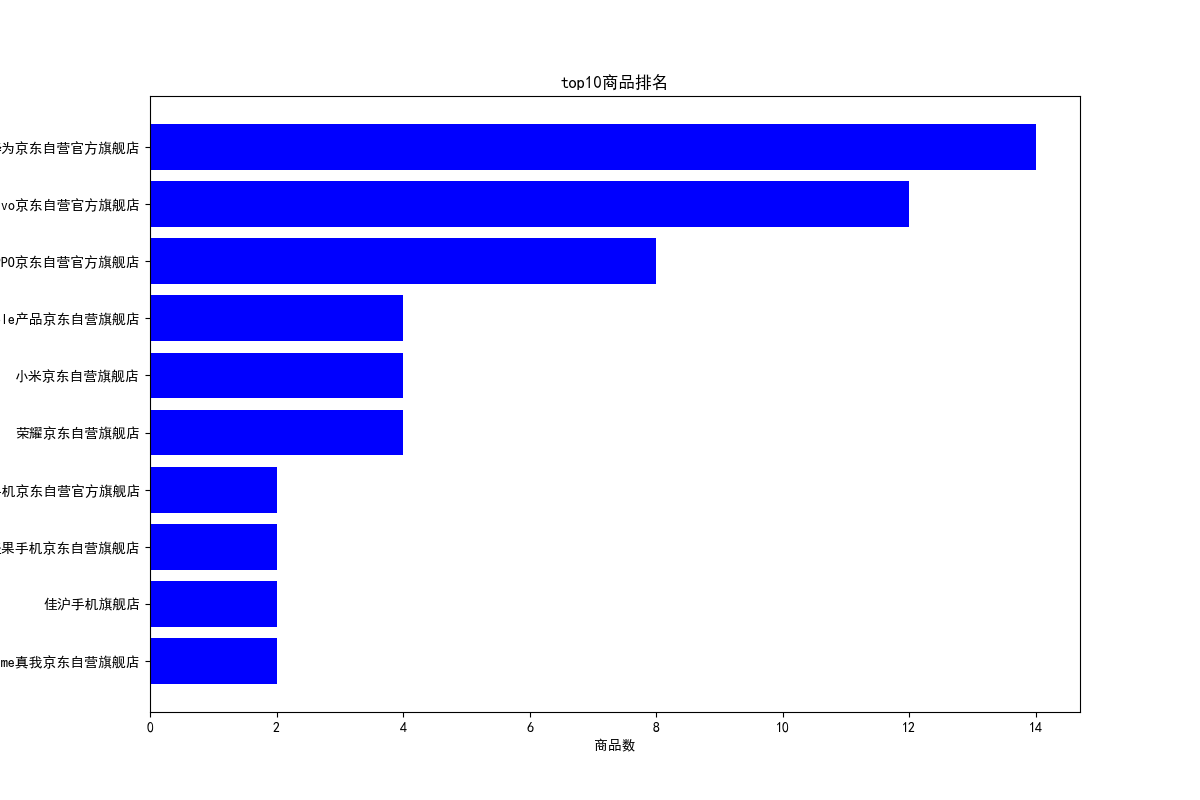 top10商品排名
为京东自营官方旗舰店
vo京东自营官方旗舰店
PO京东自营官方旗舰店
le产品京东自营旗舰店
小米京东自营旗舰店
荣耀京东自营旗舰店
机京东自营官方旗舰店
果手机京东自营旗舰店
佳沪手机旗舰店
me真我京东自营旗舰店
0 2 4 6 8 10 12 14
商品数